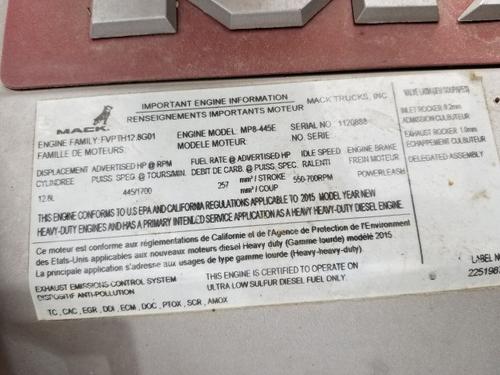 IMPORTANT ENGINE INFORMATION MACK TRUCKS, INC
RENSEIGNEMENTS IMPORTANTS MOTEUR
MACK
ENGINE FAMILY: FVPTH12.8G01 ENGINE MODEL: MP8-445E SERIAL NO: 1120888
FAMILLE DE MOTEURS: MODELE MOTEUR: NO. SERIE:
DISPLACEMENT ADVERTISED HP @ RPM FUEL RATE @ ADVERTISED HP IDLE SPEED ENGINE BRAKE
CYLINDREE PUISS. SPEG. @ TOURS/MIN. DEBIT DE CARB. @ PUISS. SPEC. RALENTI FREIN MOTEUR
12.8L 445/1700 257 mm³ / STROKE 550-700RPM POWERLEASH
mm³ / COUP
THIS ENGINE CONFORMS TO U.S EPA AND CALIFORNIA REGULATIONS APPLICABLE TO 2015 MODEL YEAR NEW
HEAVY-DUTY ENGINES AND HAS A PRIMARY INTENDED SERVICE APPLICATION AS A HEAVY HEAVY-DUTY DIESEL ENGINE.
Ce moteur est conforme aux réglementations de Californie et de l'Agence de Protection de l'Environment
des Etats-Unis applicables aux nouveaux moteurs diesel Heavy duty (Gamme lourde) modèle 2015
La principale application s'adresse aux usages de type gamme lourde (Heavy-heavy-duty).
EXHAUST EMISSIONS CONTROL SYSTEM
DISPOSITIF ANTI-POLLUTION
THIS ENGINE IS CERTIFIED TO OPERATE ON
ULTRA LOW SULFUR DIESEL FUEL ONLY.
TC, CAC, EGR, DDI, ECM, DOC, PTOX, SCR, AMOX
INLET ROCKER 0.2mm
ADMISSION CULBUTEUR
EXHAUST ROCKER 1.0mm
ECHAPPEMENT CULBUTEUR
DELEGATED ASSEMBLY
LABEL NO